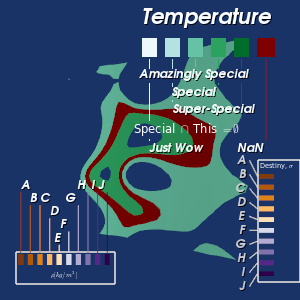 Temperature
Amazingly Special
Special
Super-Special
Special ∩ This = ∅
Just Wow
NaN
A
B
C
D
E
F
G
H
I
J
Destiny, σ
A
B C
D
E
F
G
H I J
ρ(kg/m³)